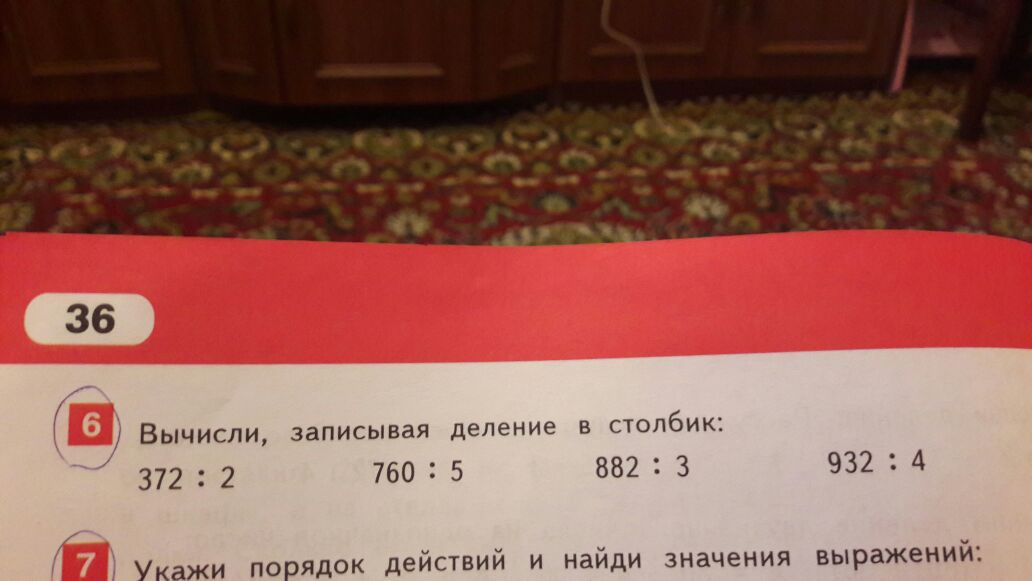 36
6 Вычисли, записывая деление в столбик:
372 : 2 760 : 5 882 : 3 932 : 4
7 Укажи порядок действий и найди значения выражений: